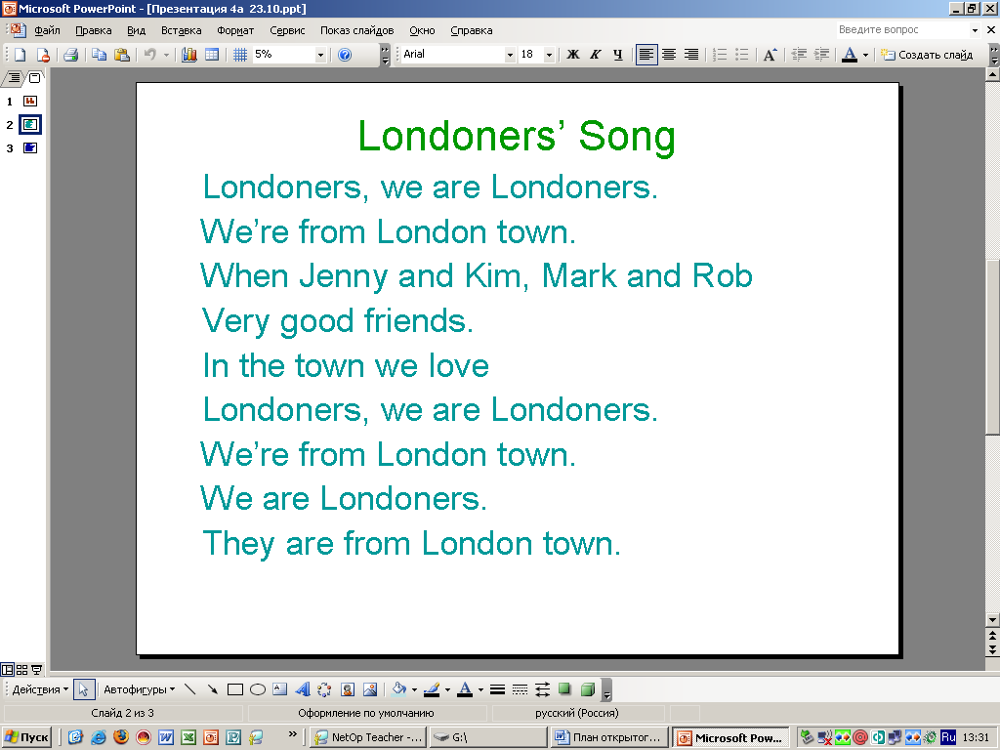 Microsoft PowerPoint - [Презентация 4а 23.10.ppt]
Файл Правка Вид Вставка Формат Сервис Показ слайдов Окно Справка Введите вопрос
5% Arial 18 Ж К Ч Создать слайд
1
2
3
Londoners’ Song
Londoners, we are Londoners.
We’re from London town.
When Jenny and Kim, Mark and Rob
Very good friends.
In the town we love
Londoners, we are Londoners.
We’re from London town.
We are Londoners.
They are from London town.
Действия Автофигуры
Слайд 2 из 3 Оформление по умолчанию русский (Россия)
Пуск NetOp Teacher -... G:\ План открытог... Microsoft Pow... Ru 13:31